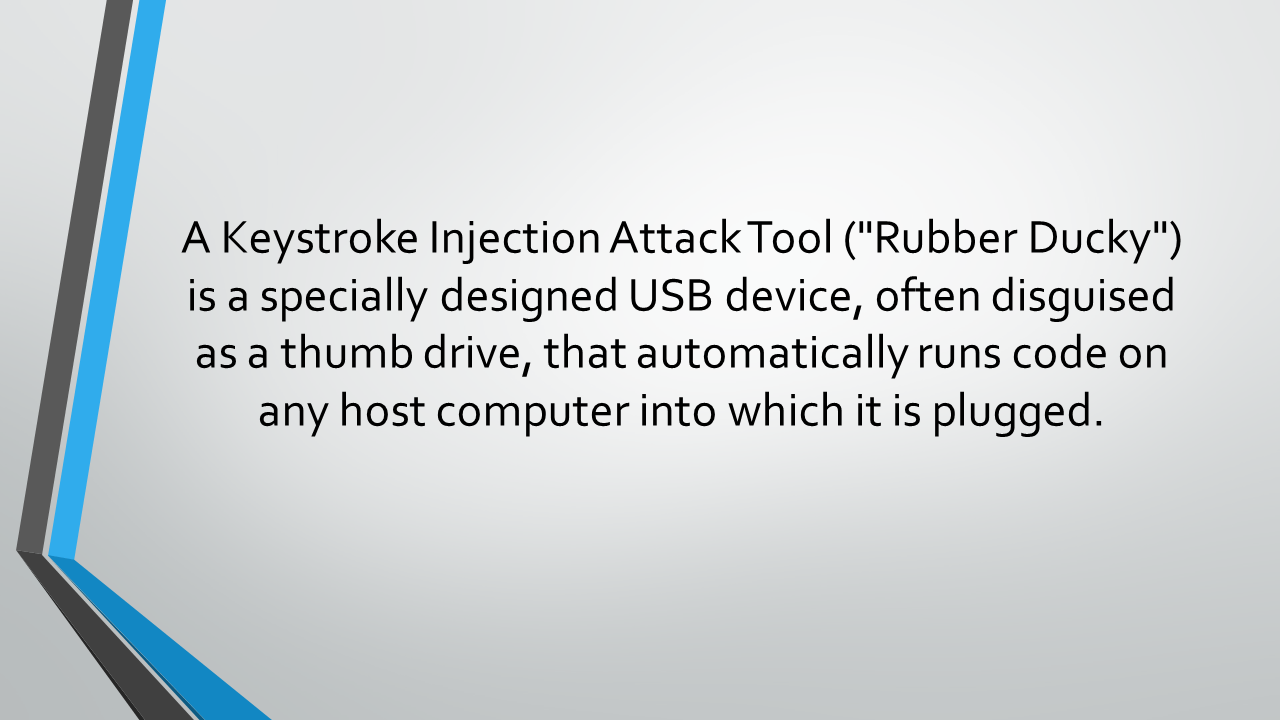 A Keystroke Injection Attack Tool ("Rubber Ducky")
is a specially designed USB device, often disguised
as a thumb drive, that automatically runs code on
any host computer into which it is plugged.